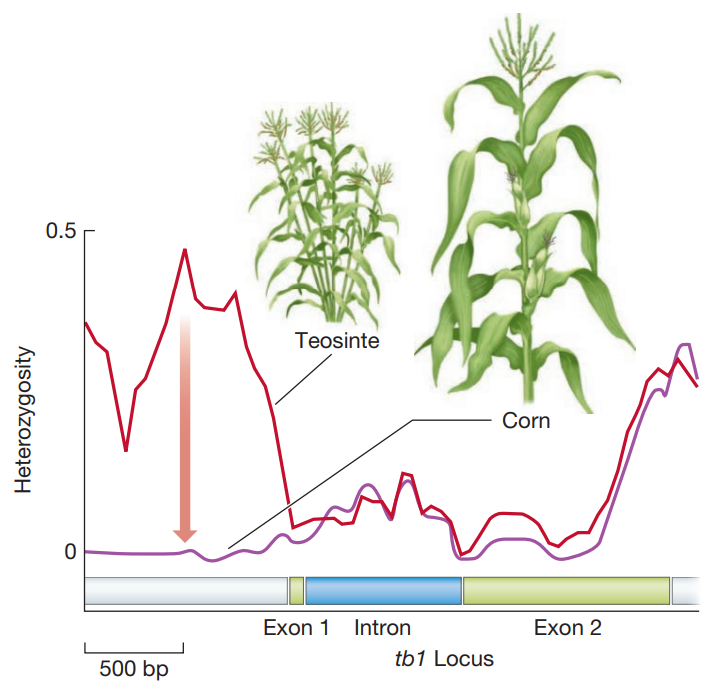 0.5
Teosinte
Corn
Heterozygosity
0
Exon 1
Intron
Exon 2
tb1 Locus
500 bp